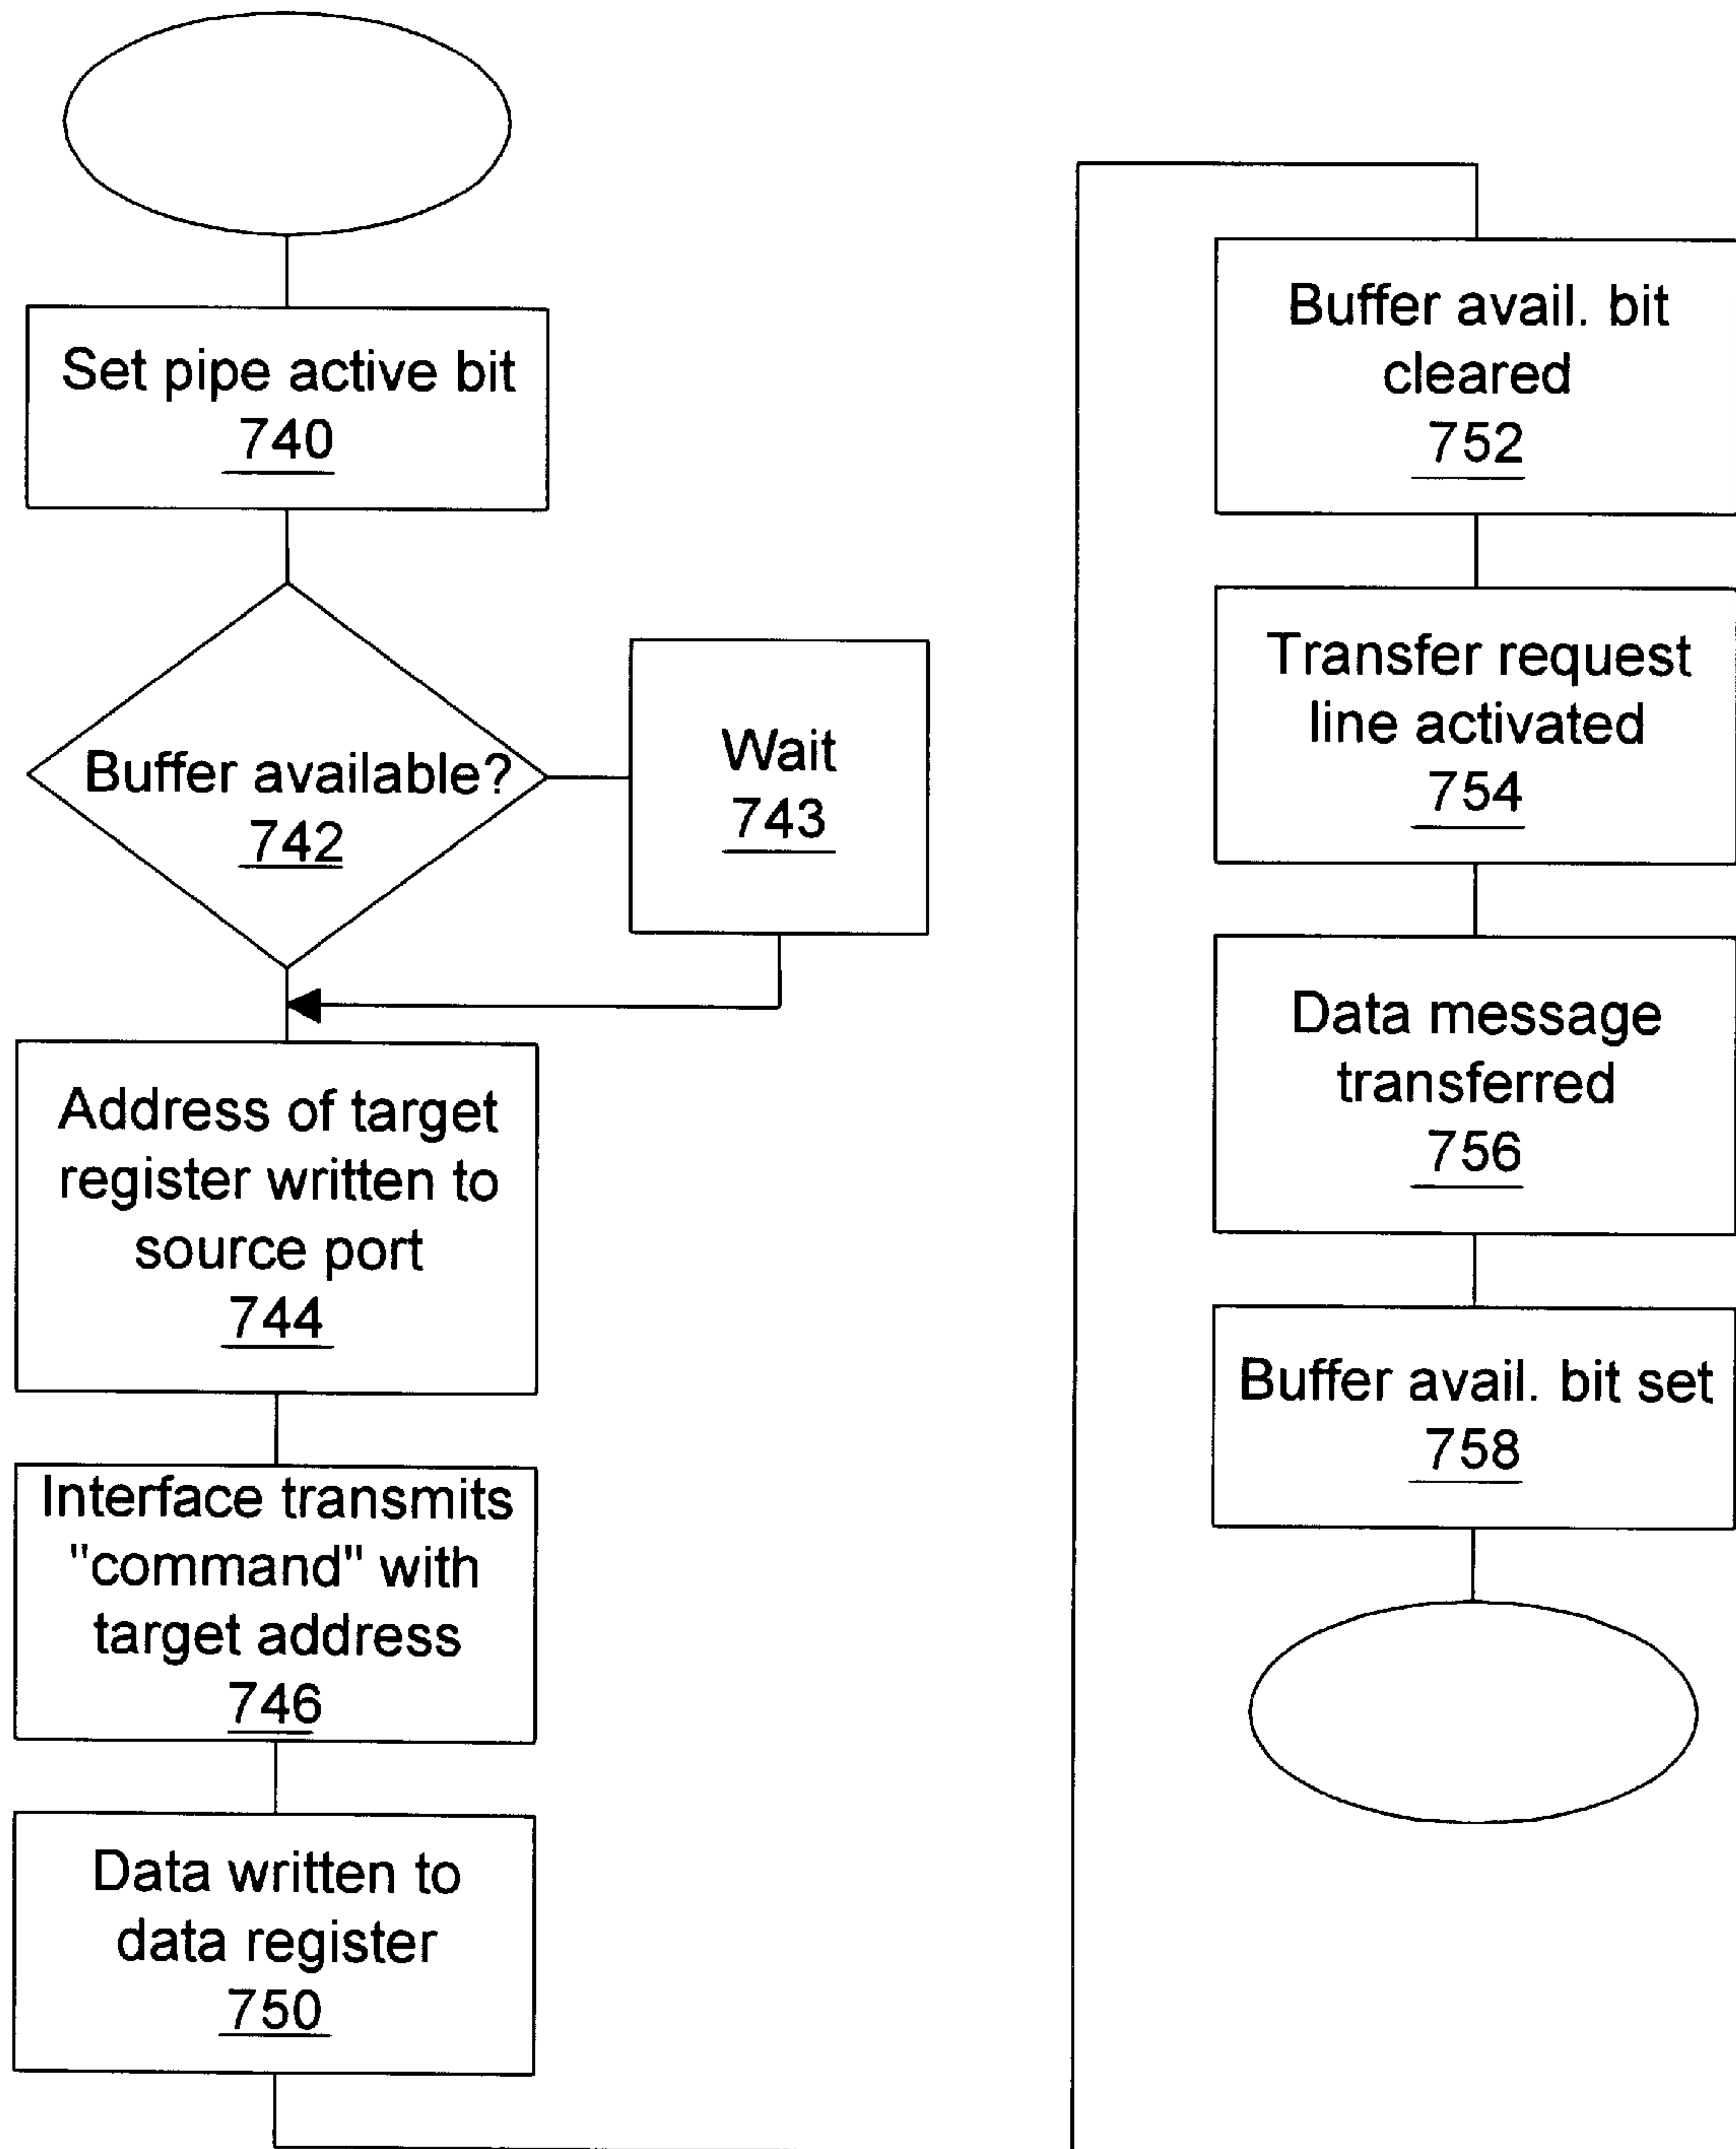 Set pipe active bit
740
Buffer available?
742
Wait
743
Address of target
register written to
source port
744
Interface transmits
"command" with
target address
746
Data written to
data register
750
Buffer avail. bit
cleared
752
Transfer request
line activated
754
Data message
transferred
756
Buffer avail. bit set
758